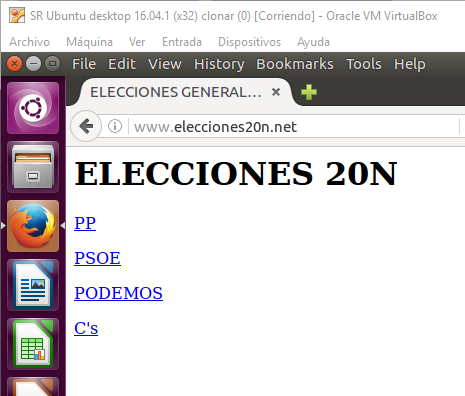 SR Ubuntu desktop 16.04.1 (x32) clonar (0) [Corriendo] - Oracle VM VirtualBox
Archivo Máquina Ver Entrada Dispositivos Ayuda
File Edit View History Bookmarks Tools Help
ELECCIONES GENERAL...
www.elecciones20n.net
ELECCIONES 20N
PP
PSOE
PODEMOS
C's